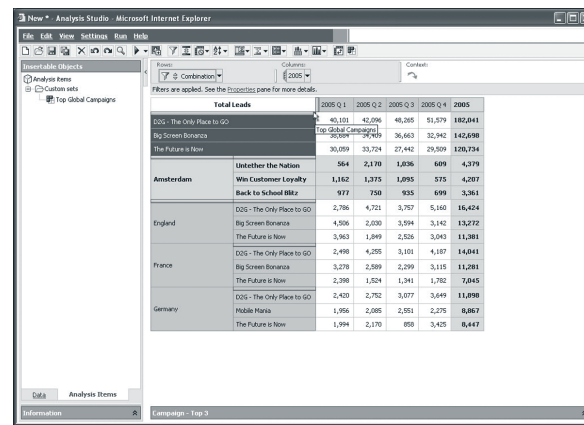 New * - Analysis Studio - Microsoft Internet Explorer
File Edit View Settings Run Help
Insertable Objects
Analysis items
Custom sets
Top Global Campaigns
Rows:
Combination
Columns:
2005
Context:
Filters are applied. See the Properties pane for more details.
Total Leads 2005 Q 1 2005 Q 2 2005 Q 3 2005 Q 4 2005
D2G - The Only Place to GO 40,101 42,096 48,265 51,579 182,041
Top Global Campaigns
Big Screen Bonanza 38,684 34,409 36,663 32,942 142,698
The Future is Now 30,059 33,724 27,442 29,509 120,734
Amsterdam
Untether the Nation 564 2,170 1,036 609 4,379
Win Customer Loyalty 1,162 1,375 1,095 575 4,207
Back to School Blitz 977 750 935 699 3,361
England
D2G - The Only Place to GO 2,786 4,721 3,757 5,160 16,424
Big Screen Bonanza 4,506 2,030 3,594 3,142 13,272
The Future is Now 3,963 1,849 2,526 3,043 11,381
France
D2G - The Only Place to GO 2,498 4,255 3,101 4,187 14,041
Big Screen Bonanza 3,278 2,589 2,299 3,115 11,281
The Future is Now 2,398 1,524 1,341 1,782 7,045
Germany
D2G - The Only Place to GO 2,420 2,752 3,077 3,649 11,898
Mobile Mania 1,956 2,085 2,551 2,275 8,867
The Future is Now 1,994 2,170 858 3,425 8,447
Data Analysis Items
Information
Campaign - Top 3